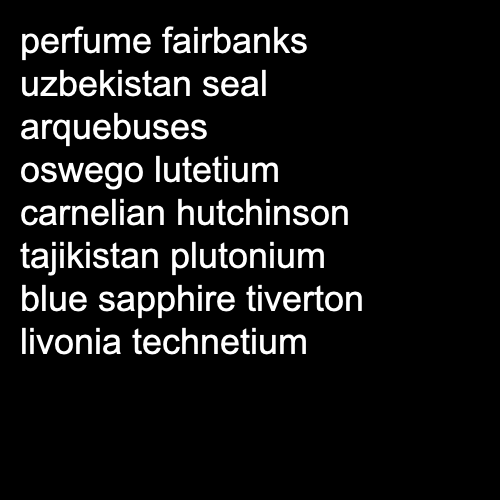 perfume fairbanks
uzbekistan seal
arquebuses
oswego lutetium
carnelian hutchinson
tajikistan plutonium
blue sapphire tiverton
livonia technetium